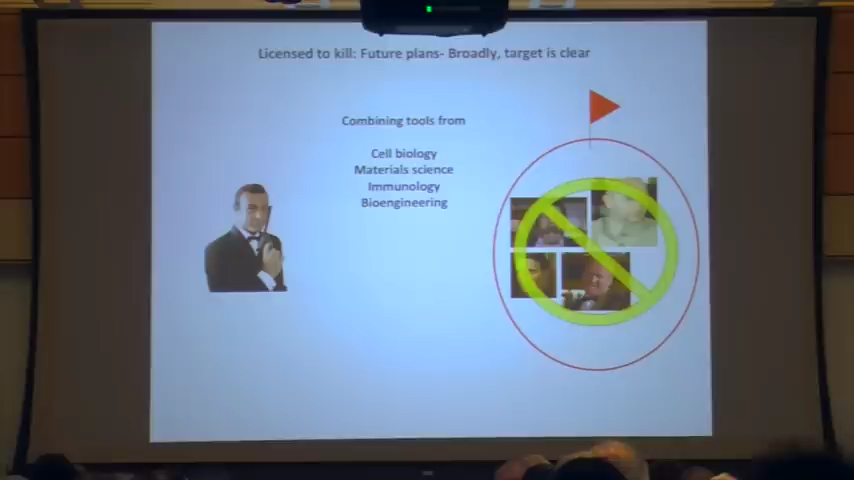 Licensed to kill: Future plans- Broadly, target is clear
Combining tools from
Cell biology
Materials science
Immunology
Bioengineering